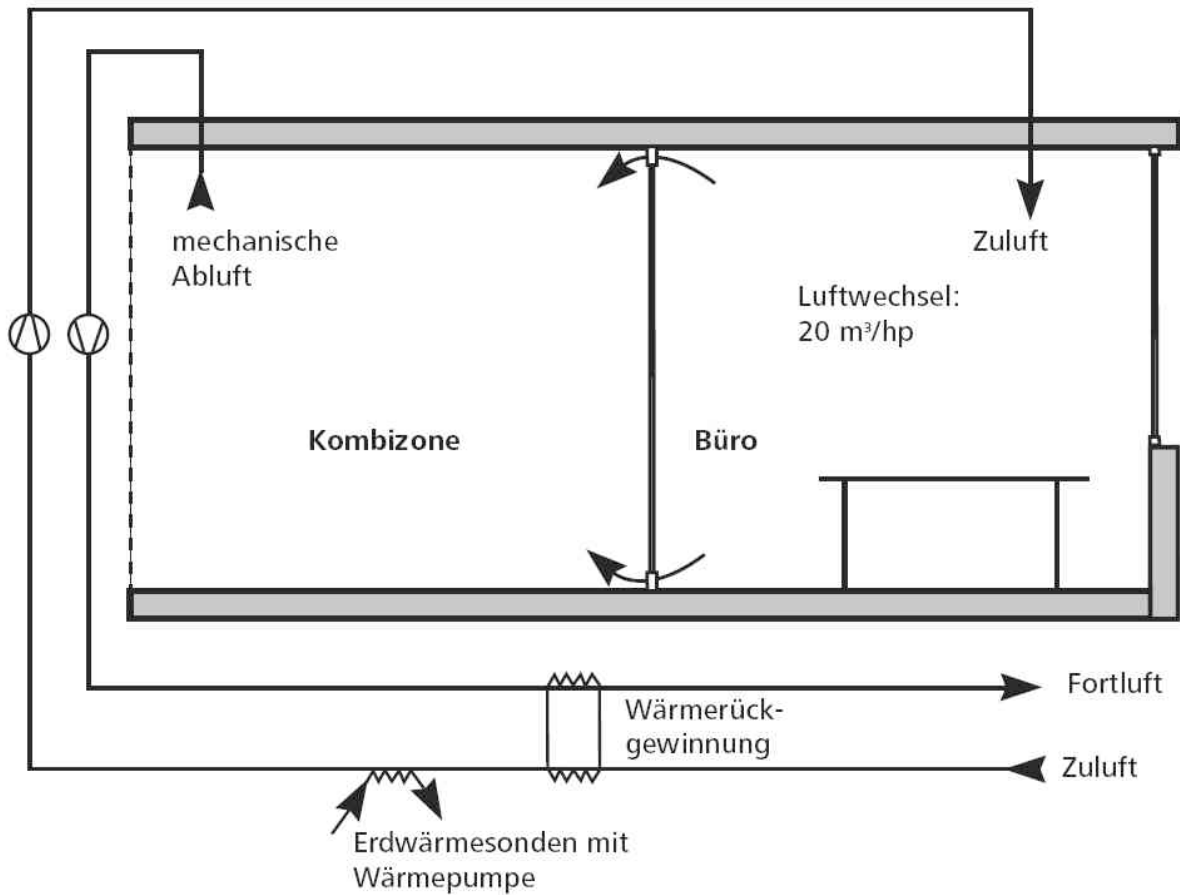 mechanische
Abluft
Zuluft
Luftwechsel:
20 m³/hp
Kombizone
Büro
Fortluft
Wärmerück-
gewinnung
Zuluft
Erdwärmesonden mit
Wärmepumpe